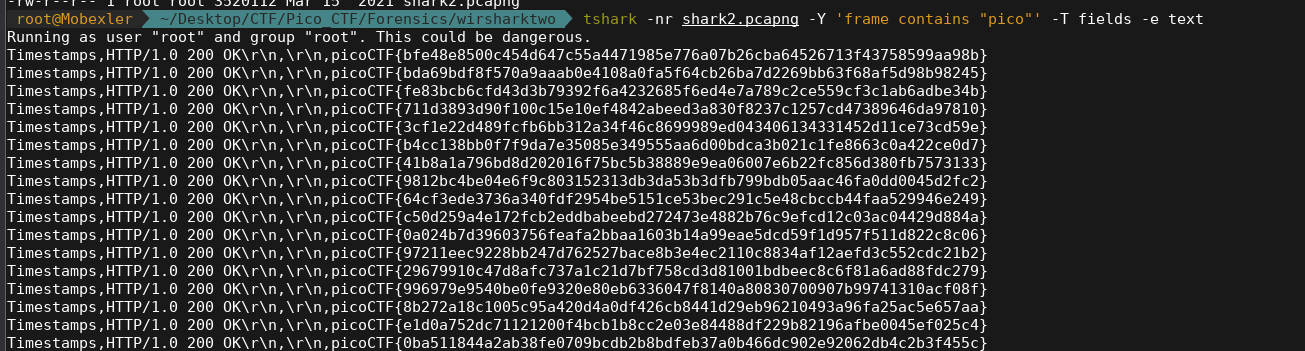 -rw-r--r-- 1 root root 3520112 Mar 15  2021 shark2.pcapng
root@Mobexler ~/Desktop/CTF/Pico_CTF/Forensics/wirsharktwo tshark -nr shark2.pcapng -Y 'frame contains "pico"' -T fields -e text
Running as user "root" and group "root". This could be dangerous.
Timestamps,HTTP/1.0 200 OK\r\n,\r\n,picoCTF{bfe48e8500c454d647c55a4471985e776a07b26cba64526713f43758599aa98b}
Timestamps,HTTP/1.0 200 OK\r\n,\r\n,picoCTF{bda69bdf8f570a9aaab0e4108a0fa5f64cb26ba7d2269bb63f68af5d98b98245}
Timestamps,HTTP/1.0 200 OK\r\n,\r\n,picoCTF{fe83bcb6cfd43d3b79392f6a4232685f6ed4e7a789c2ce559cf3c1ab6adbe34b}
Timestamps,HTTP/1.0 200 OK\r\n,\r\n,picoCTF{711d3893d90f100c15e10ef4842abeed3a830f8237c1257cd47389646da97810}
Timestamps,HTTP/1.0 200 OK\r\n,\r\n,picoCTF{3cf1e22d489fcfb6bb312a34f46c8699989ed043406134331452d11ce73cd59e}
Timestamps,HTTP/1.0 200 OK\r\n,\r\n,picoCTF{b4cc138bb0f7f9da7e35085e349555aa6d00bdca3b021c1fe8663c0a422ce0d7}
Timestamps,HTTP/1.0 200 OK\r\n,\r\n,picoCTF{41b8a1a796bd8d202016f75bc5b38889e9ea06007e6b22fc856d380fb7573133}
Timestamps,HTTP/1.0 200 OK\r\n,\r\n,picoCTF{9812bc4be04e6f9c803152313db3da53b3dfb799bdb05aac46fa0dd0045d2fc2}
Timestamps,HTTP/1.0 200 OK\r\n,\r\n,picoCTF{64cf3ede3736a340fdf2954be5151ce53bec291c5e48cbccb44faa529946e249}
Timestamps,HTTP/1.0 200 OK\r\n,\r\n,picoCTF{c50d259a4e172fcb2eddbabeebd272473e4882b76c9efcd12c03ac04429d884a}
Timestamps,HTTP/1.0 200 OK\r\n,\r\n,picoCTF{0a024b7d39603756feafa2bbaa1603b14a99eae5dcd59f1d957f511d822c8c06}
Timestamps,HTTP/1.0 200 OK\r\n,\r\n,picoCTF{97211eec9228bb247d762527bace8b3e4ec2110c8834af12aefd3c552cdc21b2}
Timestamps,HTTP/1.0 200 OK\r\n,\r\n,picoCTF{29679910c47d8afc737a1c21d7bf758cd3d81001bdbeec8c6f81a6ad88fdc279}
Timestamps,HTTP/1.0 200 OK\r\n,\r\n,picoCTF{996979e9540be0fe9320e80eb6336047f8140a80830700907b99741310acf08f}
Timestamps,HTTP/1.0 200 OK\r\n,\r\n,picoCTF{8b272a18c1005c95a420d4a0df426cb8441d29eb96210493a96fa25ac5e657aa}
Timestamps,HTTP/1.0 200 OK\r\n,\r\n,picoCTF{e1d0a752dc71121200f4bcb1b8cc2e03e84488df229b82196afbe0045ef025c4}
Timestamps,HTTP/1.0 200 OK\r\n,\r\n,picoCTF{0ba511844a2ab38fe0709bcdb2b8bdfeb37a0b466dc902e92062db4c2b3f455c}